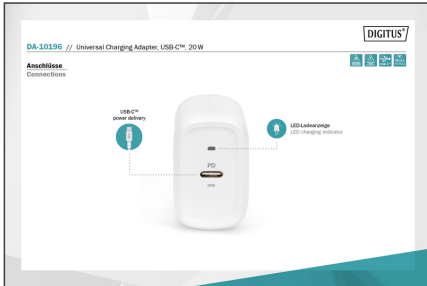 DIGITUS®
DA-10196 // Universal Charging Adapter, USB-C™, 20 W
Anschlüsse
Connections
USB-C™
power delivery
LED-Ladeanzeige
LED charging indicator
PD
20W